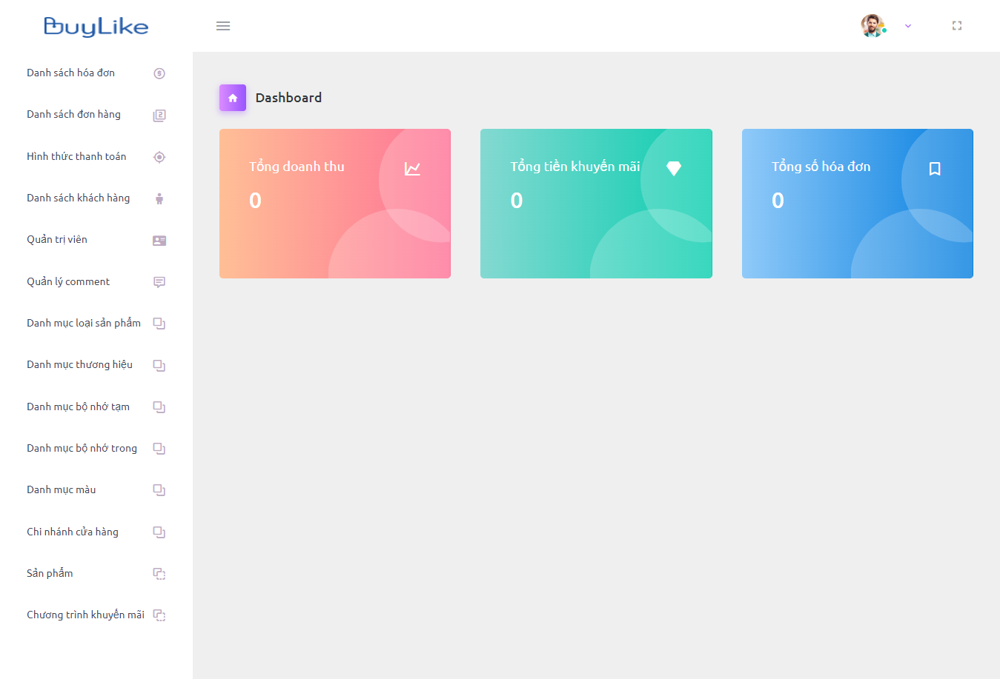 BuyLike
Danh sách hóa đơn
Danh sách đơn hàng
Hình thức thanh toán
Danh sách khách hàng
Quản trị viên
Quản lý comment
Danh mục loại sản phẩm
Danh mục thương hiệu
Danh mục bộ nhớ tạm
Danh mục bộ nhớ trong
Danh mục màu
Chi nhánh cửa hàng
Sản phẩm
Chương trình khuyến mãi
Dashboard
Tổng doanh thu
0
Tổng tiền khuyến mãi
0
Tổng số hóa đơn
0